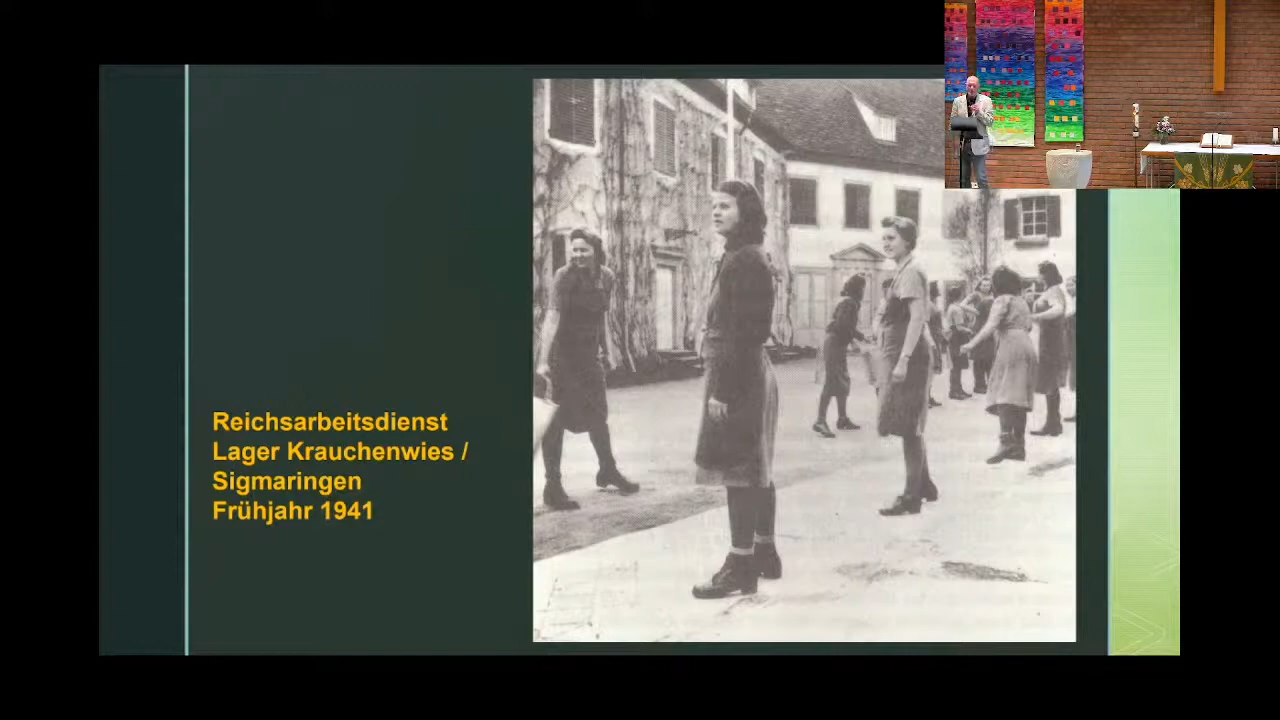 Reichsarbeitsdienst
Lager Krauchenwies /
Sigmaringen
Frühjahr 1941